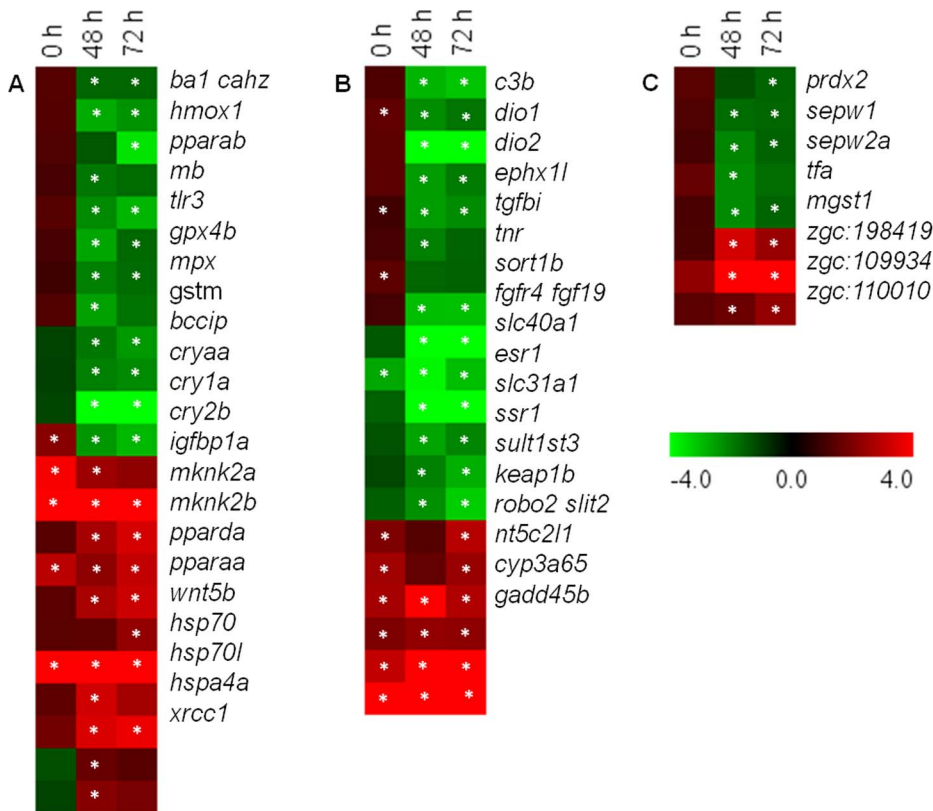 A
0 h
48 h
72 h
ba1 cahz
hmox1
pparab
mb
tlr3
gpx4b
mpx
gstm
bccip
cryaa
cry1a
cry2b
igfbp1a
mknk2a
mknk2b
pparda
pparaa
wnt5b
hsp70
hsp70l
hspa4a
xrcc1
B
0 h
48 h
72 h
c3b
dio1
dio2
ephx1l
tgfbi
tnr
sort1b
fgfr4 fgf19
slc40a1
esr1
slc31a1
ssr1
sult1st3
keap1b
robo2 slit2
nt5c2l1
cyp3a65
gadd45b
C
0 h
48 h
72 h
prdx2
sepw1
sepw2a
tfa
mgst1
zgc:198419
zgc:109934
zgc:110010
-4.0 0.0 4.0